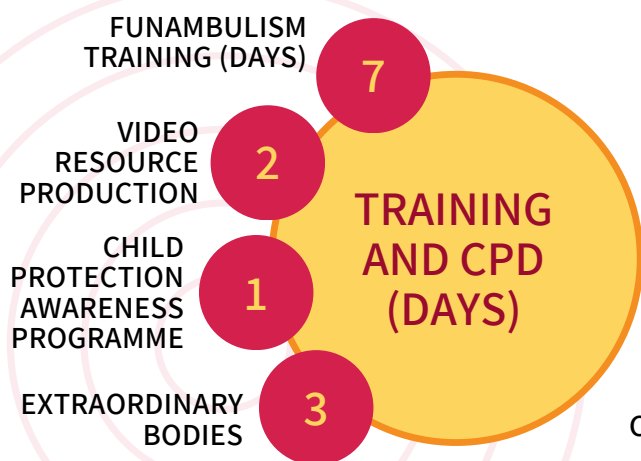 FUNAMBULISM
TRAINING (DAYS)
7
VIDEO
RESOURCE
PRODUCTION
2
CHILD
PROTECTION
AWARENESS
PROGRAMME
1
EXTRAORDINARY
BODIES
3
TRAINING
AND CPD
(DAYS)